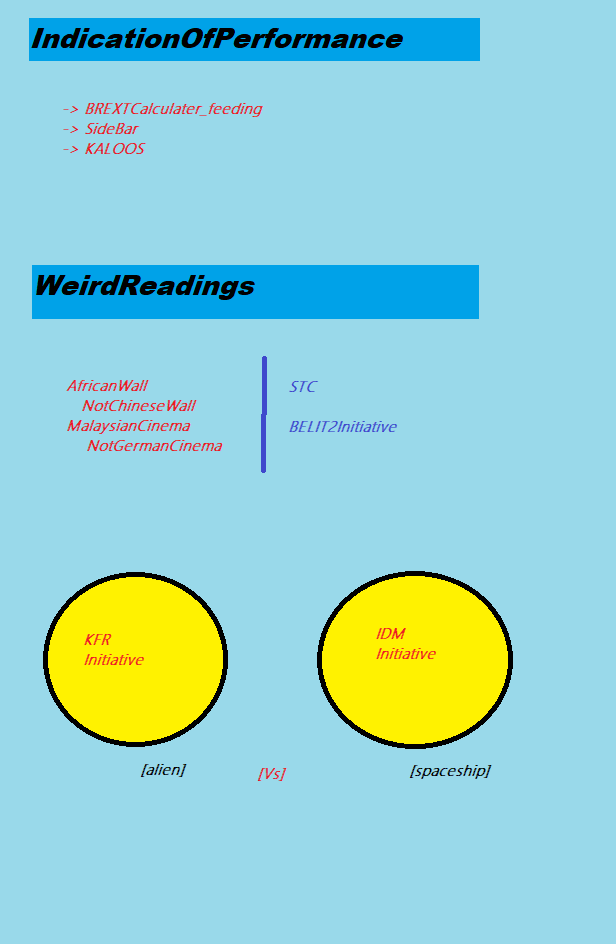 IndicationOfPerformance
-> BREXTCalculater_feeding
-> SideBar
-> KALOOS
WeirdReadings
AfricanWall
NotChineseWall
MalaysianCinema
NotGermanCinema
STC
BELIT2Initiative
KFR
Initiative
IDM
Initiative
[alien]
[Vs]
[spaceship]